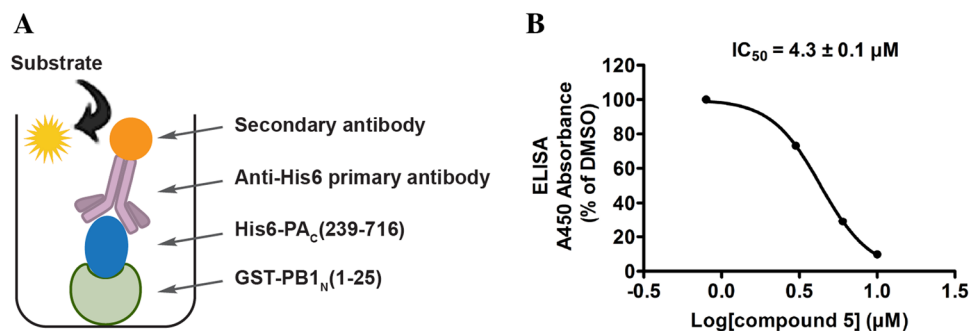 A
Substrate
Secondary antibody
Anti-His6 primary antibody
His6-PAC(239-716)
GST-PB1N(1-25)
B
IC50 = 4.3 ± 0.1 µM
ELISA
A450 Absorbance
(% of DMSO)
120
100
80
60
40
20
0
-0.5
0.0
0.5
1.0
1.5
Log[compound 5] (µM)